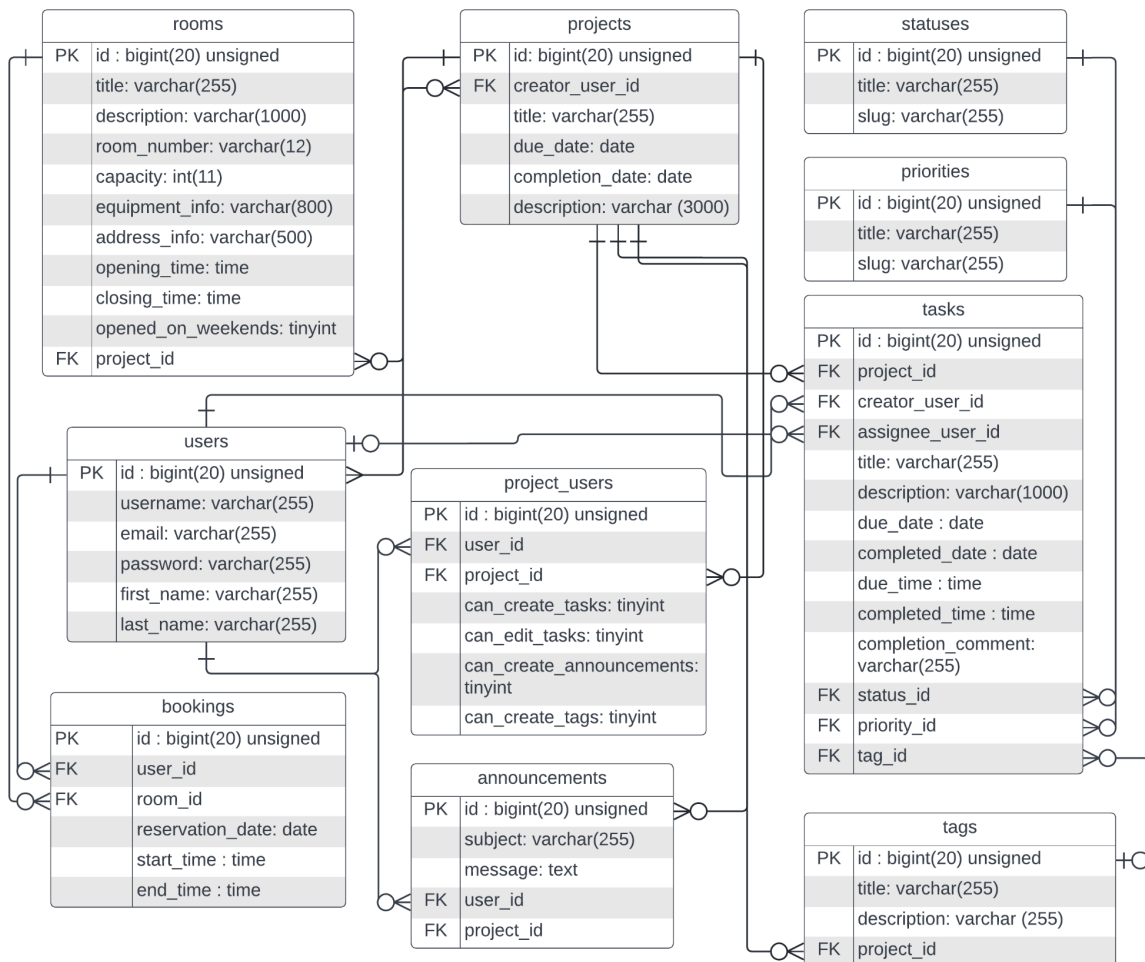 rooms
PK id : bigint(20) unsigned
title: varchar(255)
description: varchar(1000)
room_number: varchar(12)
capacity: int(11)
equipment_info: varchar(800)
address_info: varchar(500)
opening_time: time
closing_time: time
opened_on_weekends: tinyint
FK project_id
projects
PK id: bigint(20) unsigned
FK creator_user_id
title: varchar(255)
due_date: date
completion_date: date
description: varchar (3000)
statuses
PK id : bigint(20) unsigned
title: varchar(255)
slug: varchar(255)
priorities
PK id : bigint(20) unsigned
title: varchar(255)
slug: varchar(255)
tasks
PK id: bigint(20) unsigned
FK project_id
FK creator_user_id
FK assignee_user_id
title: varchar(255)
description: varchar(1000)
due_date : date
completed_date : date
due_time : time
completed_time : time
completion_comment:
varchar(255)
FK status_id
FK priority_id
FK tag_id
users
PK id : bigint(20) unsigned
username: varchar(255)
email: varchar(255)
password: varchar(255)
first_name: varchar(255)
last_name: varchar(255)
project_users
PK id : bigint(20) unsigned
FK user_id
FK project_id
can_create_tasks: tinyint
can_edit_tasks: tinyint
can_create_announcements:
tinyint
can_create_tags: tinyint
bookings
PK id : bigint(20) unsigned
FK user_id
FK room_id
reservation_date: date
start_time : time
end_time : time
announcements
PK id : bigint(20) unsigned
subject: varchar(255)
message: text
FK user_id
FK project_id
tags
PK id : bigint(20) unsigned
title: varchar(255)
description: varchar (255)
FK project_id